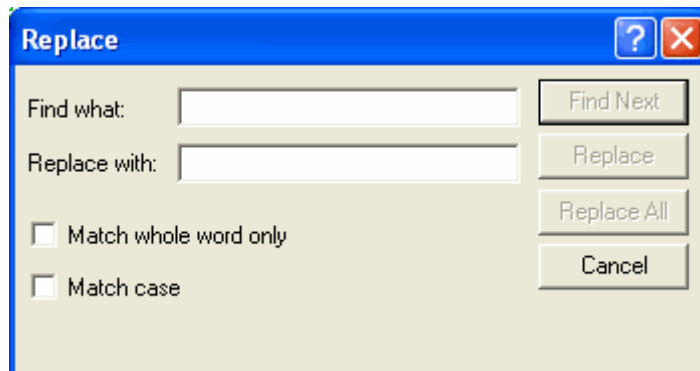 Replace
Find what:
Find Next
Replace with:
Replace
Replace All
Match whole word only
Cancel
Match case